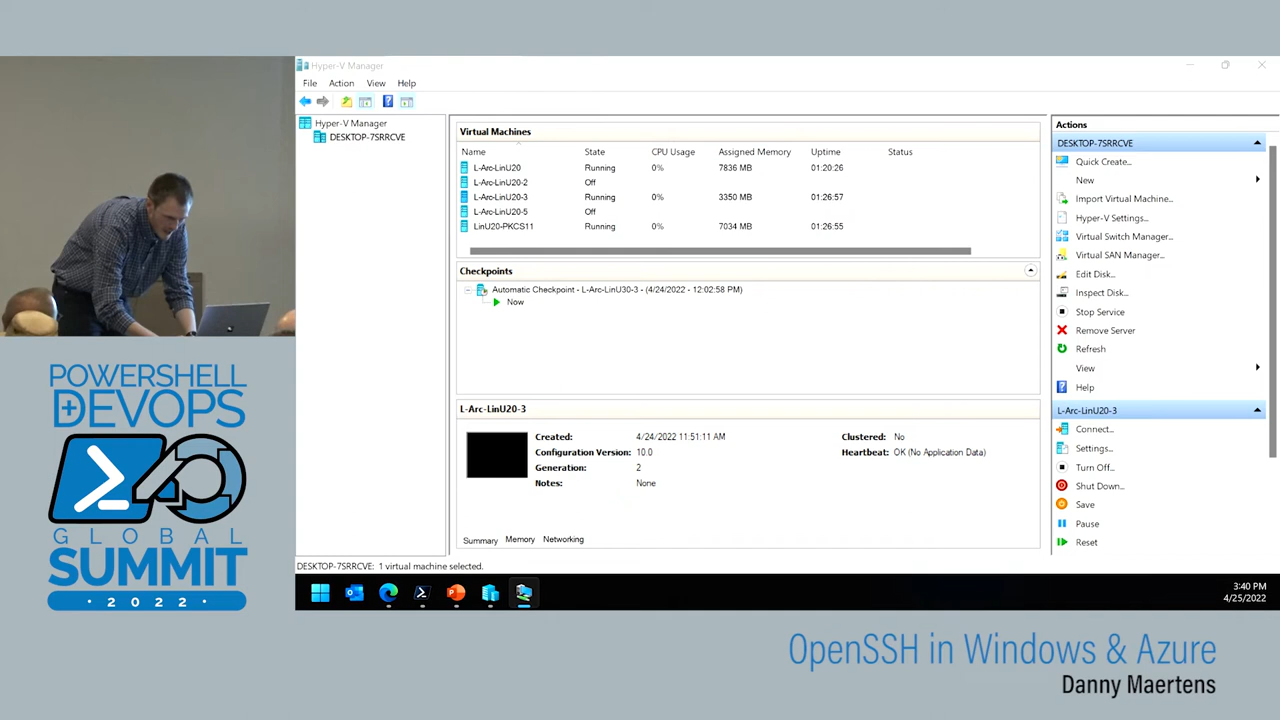 Hyper-V Manager
File Action View Help
Hyper-V Manager
DESKTOP-7SRRCVE
Virtual Machines
Name State CPU Usage Assigned Memory Uptime Status
L-Arc-LinU20 Running 0% 7836 MB 01:20:26
L-Arc-LinU20-2 Off
L-Arc-LinU20-3 Running 0% 3350 MB 01:26:57
L-Arc-LinU20-5 Off
LinU20-PKCS11 Running 0% 7034 MB 01:26:55
Checkpoints
Automatic Checkpoint - L-Arc-LinU30-3 - (4/24/2022 - 12:02:58 PM)
Now
L-Arc-LinU20-3
Created: 4/24/2022 11:51:11 AM Clustered: No
Configuration Version: 10.0 Heartbeat: OK (No Application Data)
Generation: 2
Notes: None
Summary Memory Networking
Actions
DESKTOP-7SRRCVE
Quick Create...
New
Import Virtual Machine...
Hyper-V Settings...
Virtual Switch Manager...
Virtual SAN Manager...
Edit Disk...
Inspect Disk...
Stop Service
Remove Server
Refresh
View
Help
L-Arc-LinU20-3
Connect...
Settings...
Turn Off...
Shut Down...
Save
Pause
Reset
DESKTOP-7SRRCVE: 1 virtual machine selected.
3:40 PM
4/25/2022
POWERSHELL
+DEVOPS
GLOBAL
SUMMIT
· 2 0 2 2 ·
OpenSSH in Windows & Azure
Danny Maertens